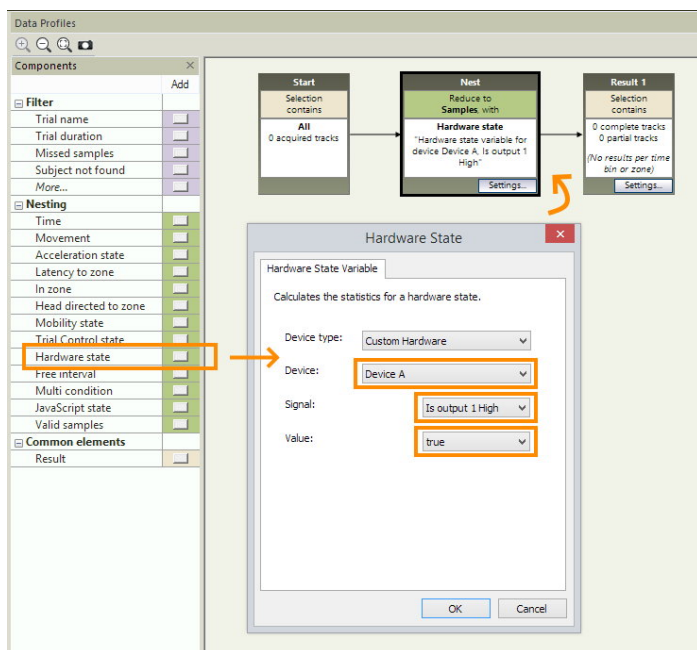 Data Profiles
Components
Add
Filter
Trial name
Trial duration
Missed samples
Subject not found
More...
Nesting
Time
Movement
Acceleration state
Latency to zone
In zone
Head directed to zone
Mobility state
Trial Control state
Hardware state
Free interval
Multi condition
JavaScript state
Valid samples
Common elements
Result
Start
Selection
contains
All
0 acquired tracks
Nest
Reduce to
Samples, with
Hardware state
"Hardware state variable for
device Device A, Is output 1
High"
Settings...
Result 1
Selection
contains
0 complete tracks
0 partial tracks
(No results per time
bin or zone)
Settings...
Hardware State
Hardware State Variable
Calculates the statistics for a hardware state.
Device type: Custom Hardware
Device: Device A
Signal: Is output 1 High
Value: true
OK Cancel